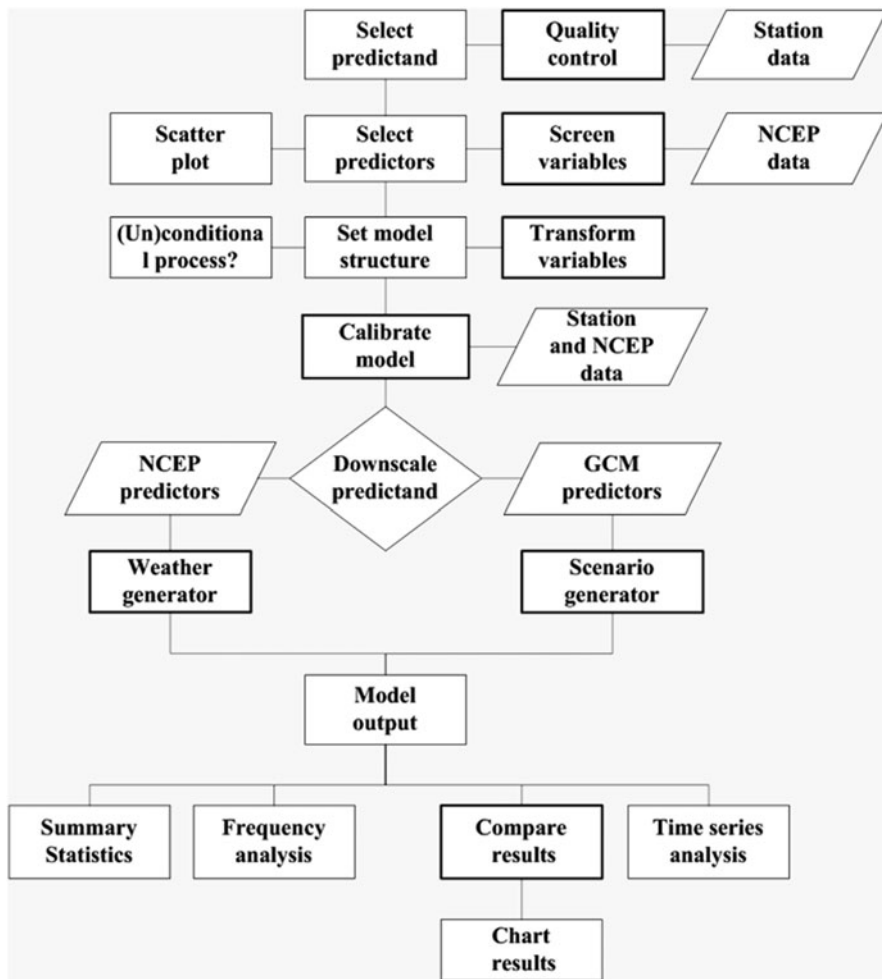 Select
predictand
Quality
control
Station
data
Scatter
plot
Select
predictors
Screen
variables
NCEP
data
(Un)conditiona
l process?
Set model
structure
Transform
variables
Calibrate
model
Station
and NCEP
data
NCEP
predictors
Downscale
predictand
GCM
predictors
Weather
generator
Scenario
generator
Model
output
Summary
Statistics
Frequency
analysis
Compare
results
Time series
analysis
Chart
results